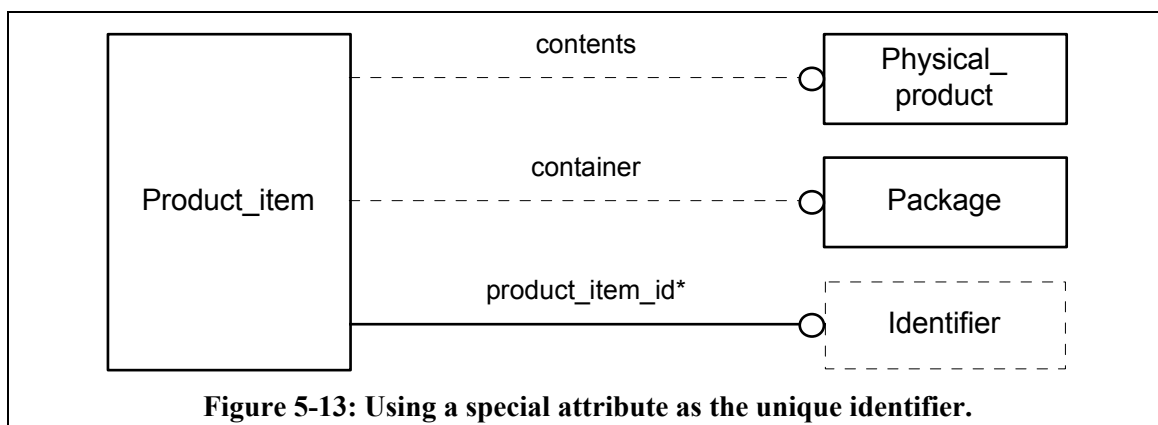 contents
Physical_
product
container
Product_item
Package
product_item_id*
Identifier
Figure 5-13: Using a special attribute as the unique identifier.